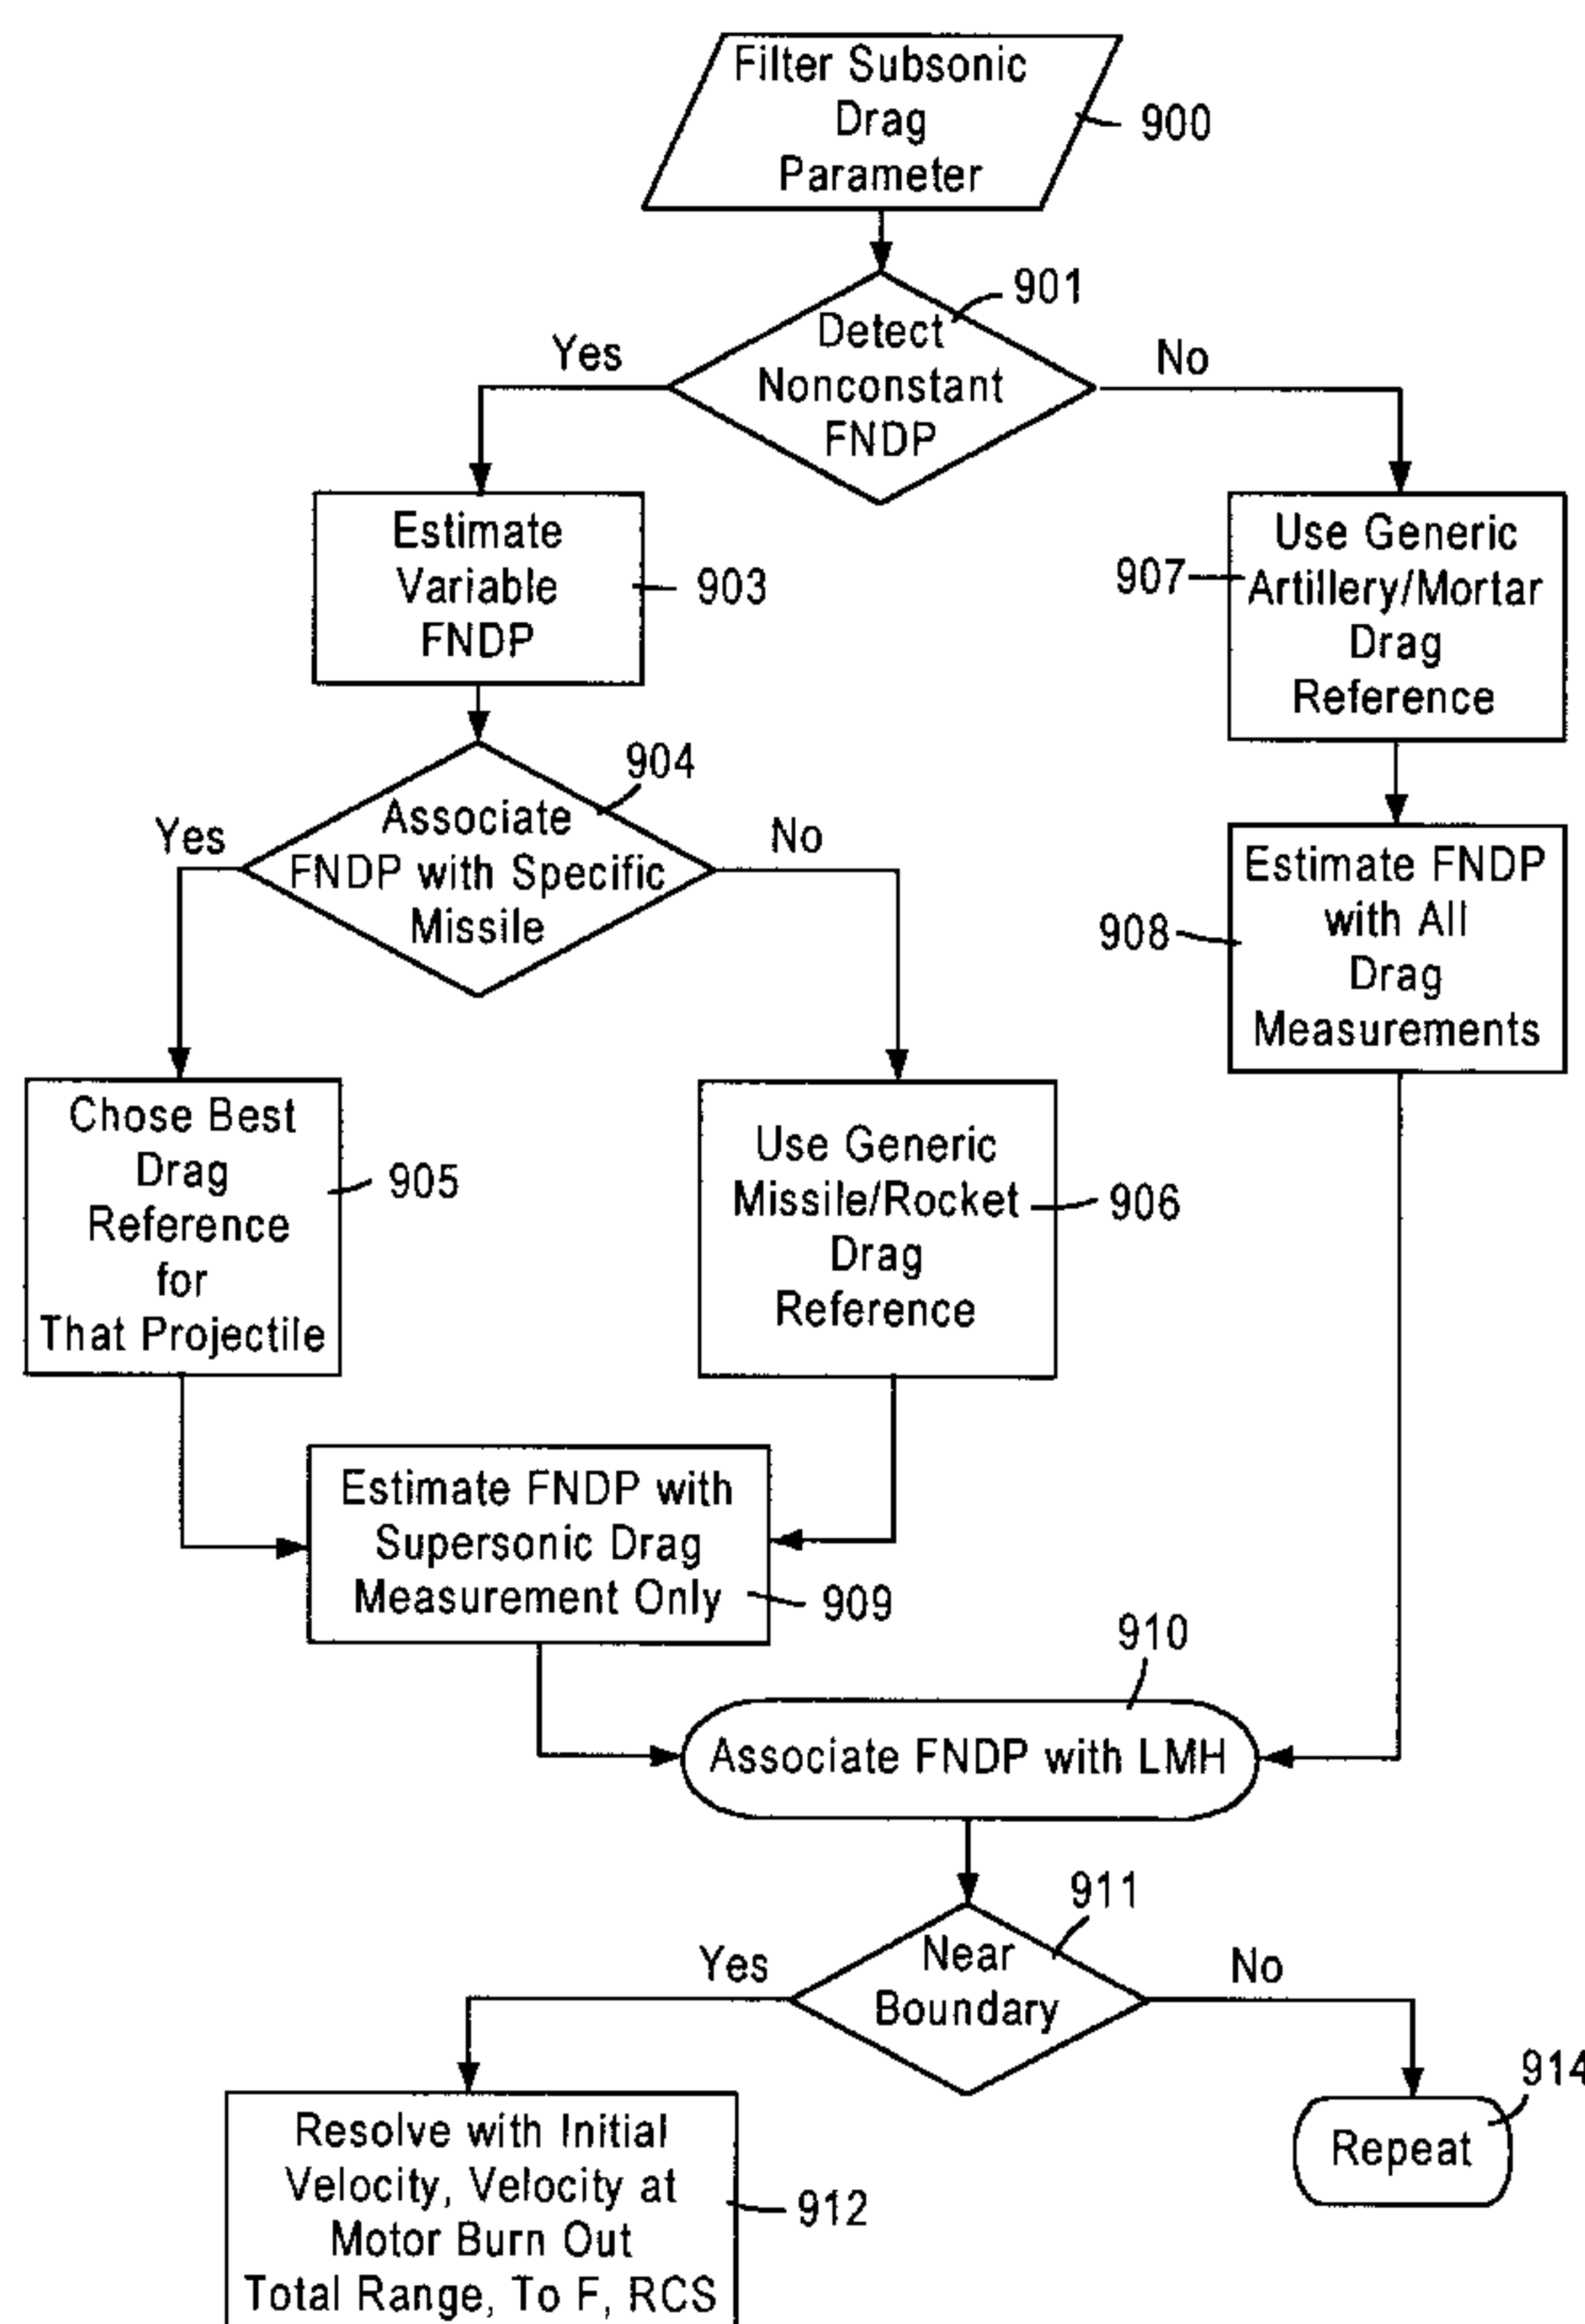 Filter Subsonic
Drag
Parameter
900
901
Detect
Nonconstant
FNDP
Yes
No
Estimate
Variable
FNDP
903
Use Generic
Artillery/Mortar
Drag
Reference
907
904
Associate
FNDP with Specific
Missile
Yes
No
Estimate FNDP
with All
Drag
Measurements
908
Chose Best
Drag
Reference
for
That Projectile
905
Use Generic
Missile/Rocket
Drag
Reference
906
Estimate FNDP with
Supersonic Drag
Measurement Only
909
910
Associate FNDP with LMH
911
Near
Boundary
Yes
No
Resolve with Initial
Velocity, Velocity at
Motor Burn Out
Total Range, To F, RCS
912
914
Repeat